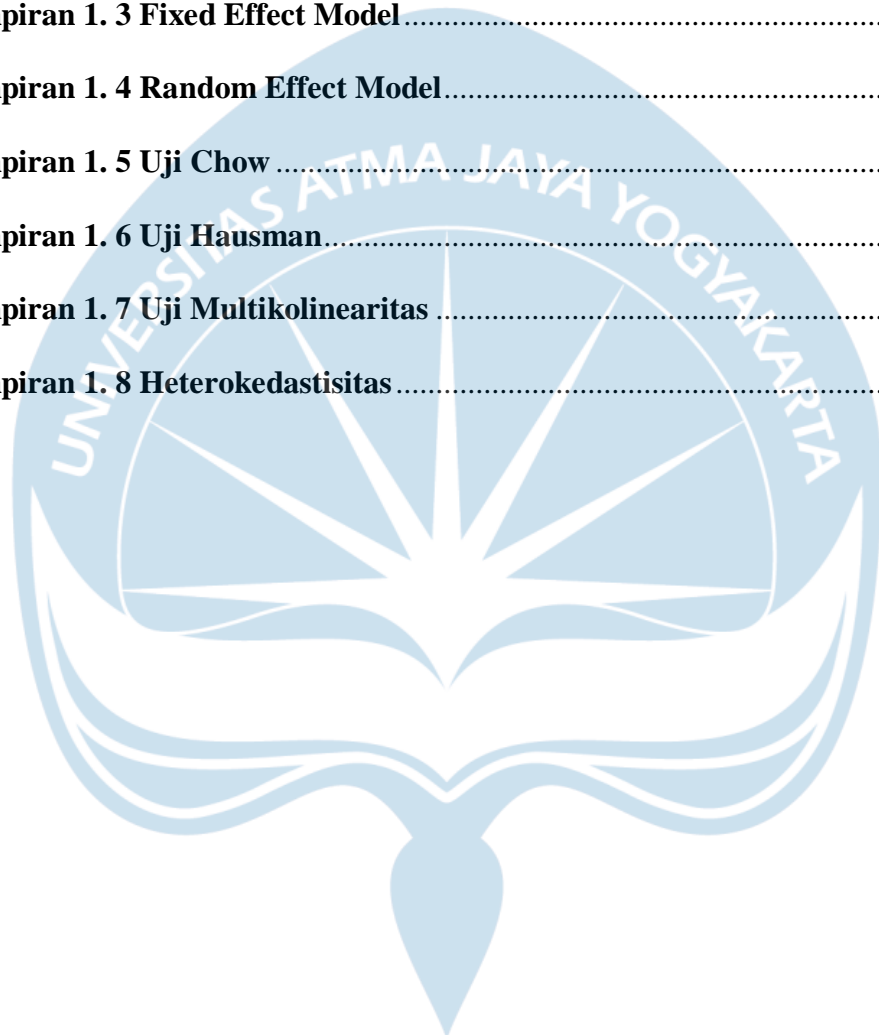 piran 1. 3 Fixed Effect Model
piran 1. 4 Random Effect Model
piran 1. 5 Uji Chow
piran 1. 6 Uji Hausman
piran 1. 7 Uji Multikolinearitas
piran 1. 8 Heterokedastisitas
UNIVERSITAS ATMA JAYA YOGYAKARTA